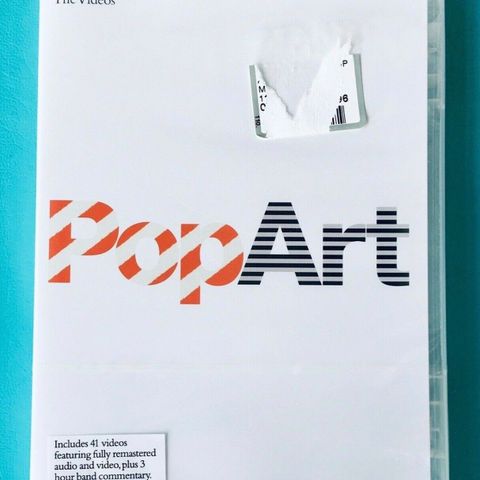 The Videos
PopArt
Includes 41 videos
featuring fully remastered
audio and video, plus 3
hour band commentary.